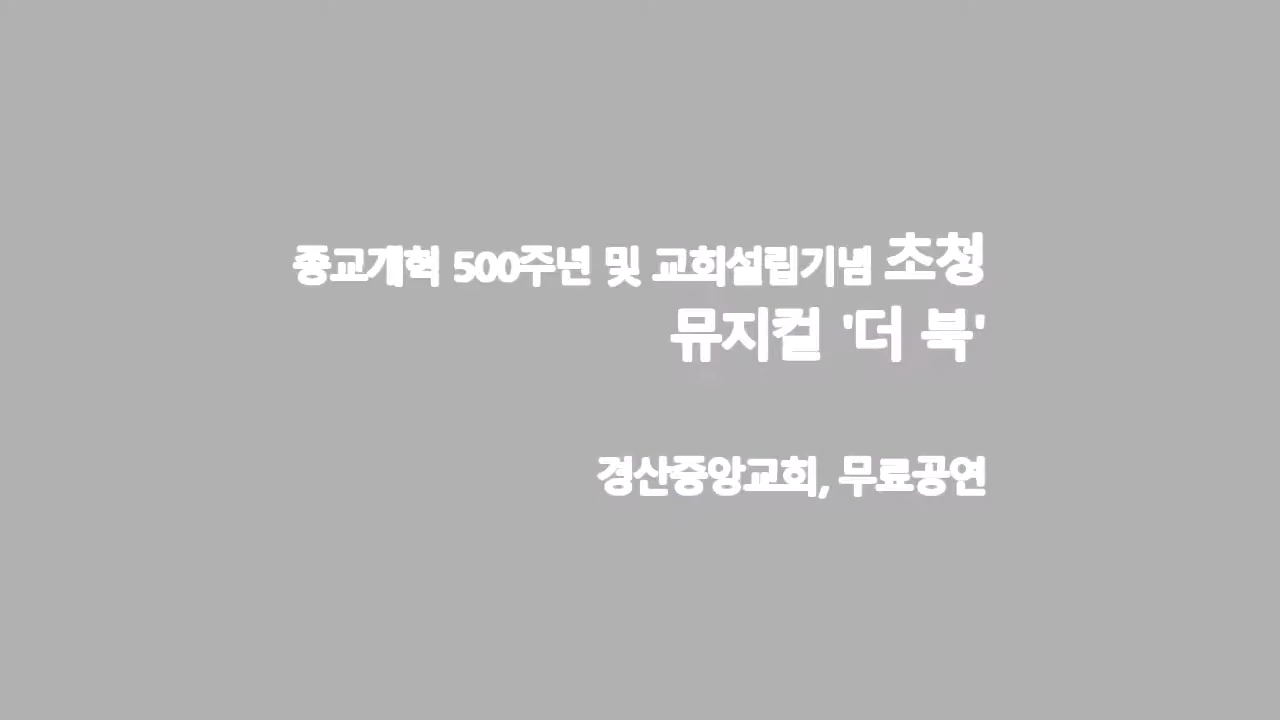 종교개혁 500주년 및 교회설립기념 초청
뮤지컬 '더 북'
경산중앙교회, 무료공연